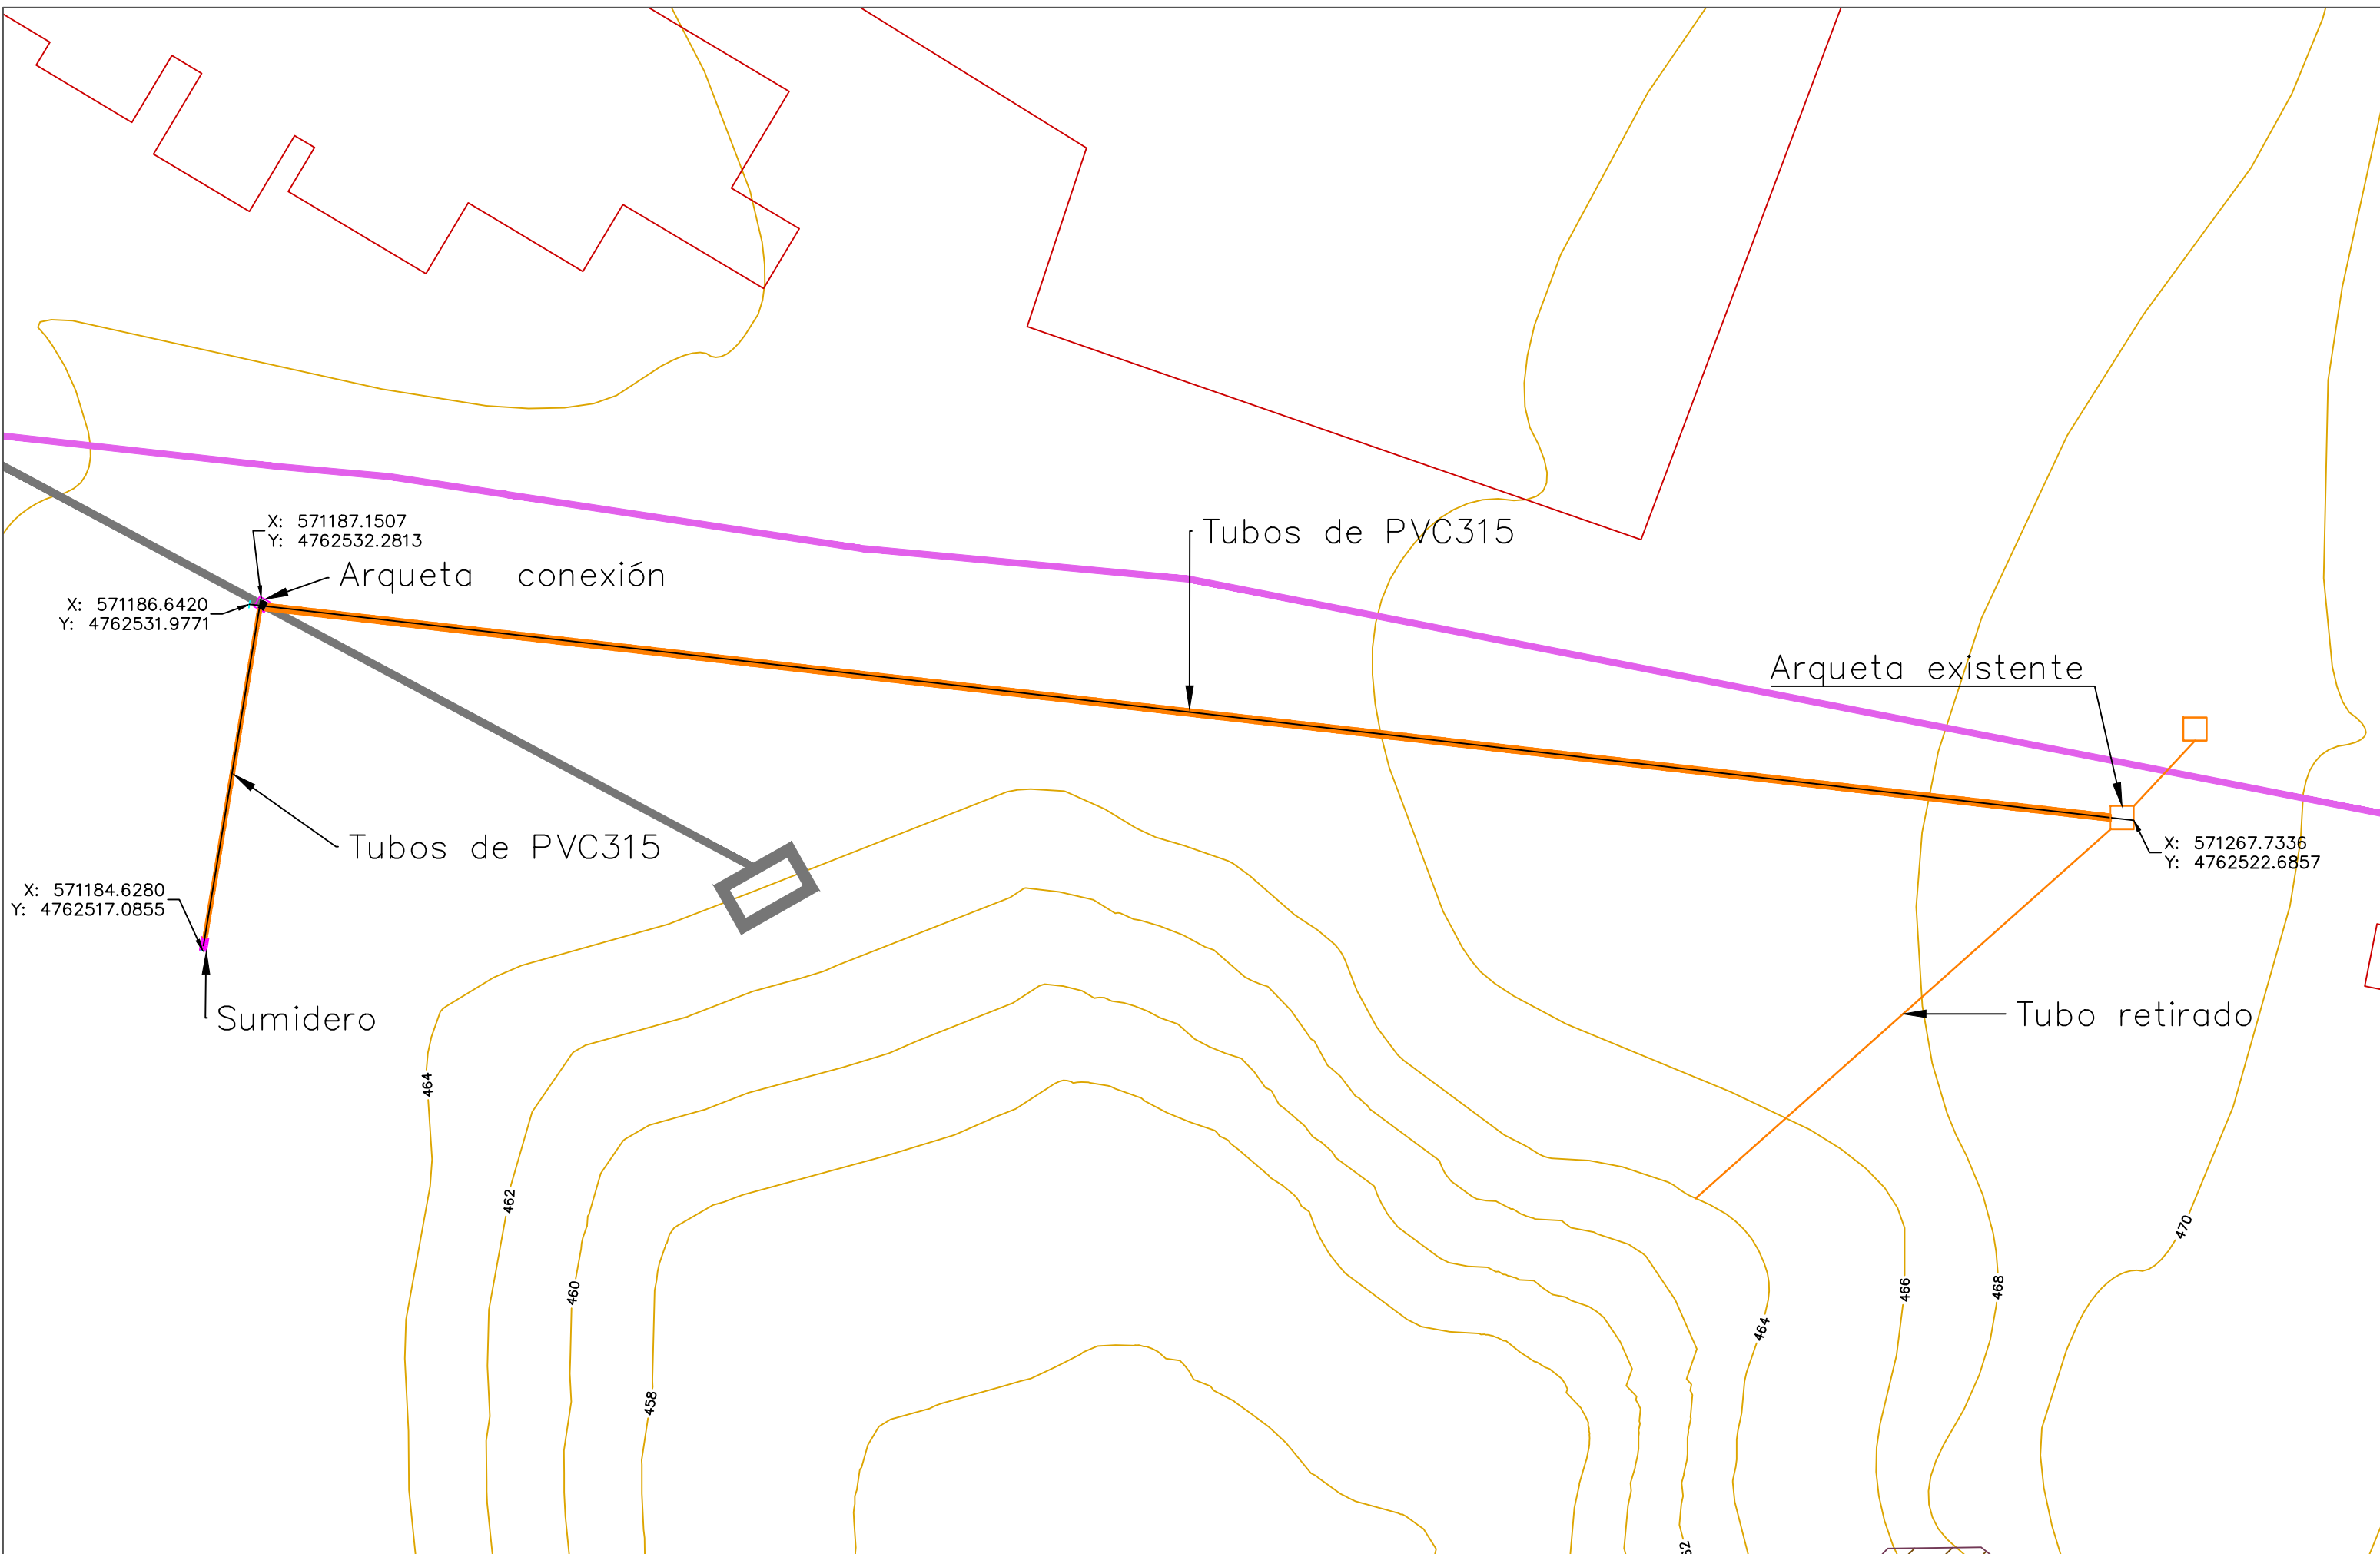 X: 571187.1507
Y: 4762532.2813
Tubos de PVC315
Arqueta conexión
X: 571186.6420
Y: 4762531.9771
Arqueta existente
Tubos de PVC315
X: 571267.7336
Y: 4762522.6857
X: 571184.6280
Y: 4762517.0855
Sumidero
Tubo retirado
464
462
470
460
466
468
464
458